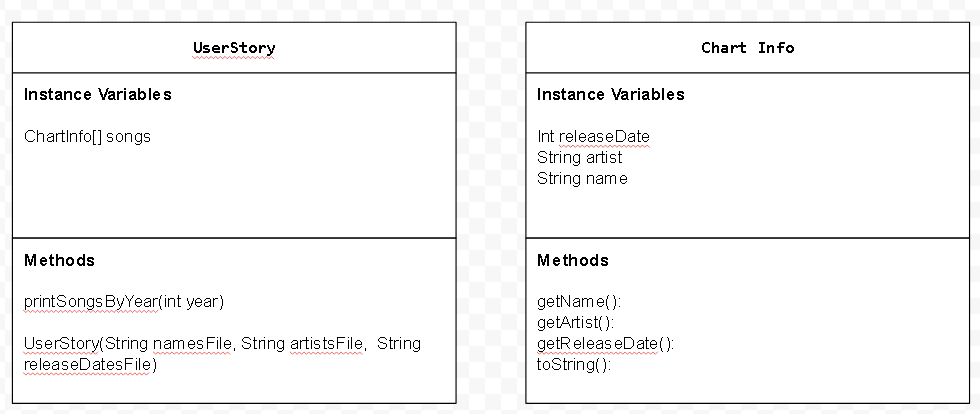 UserStory
Instance Variables
ChartInfo[] songs
Methods
printSongsByYear(int year)
UserStory(String namesFile, String artistsFile,  String
releaseDatesFile)
Chart Info
Instance Variables
Int releaseDate
String artist
String name
Methods
getName():
getArtist():
getReleaseDate():
toString():